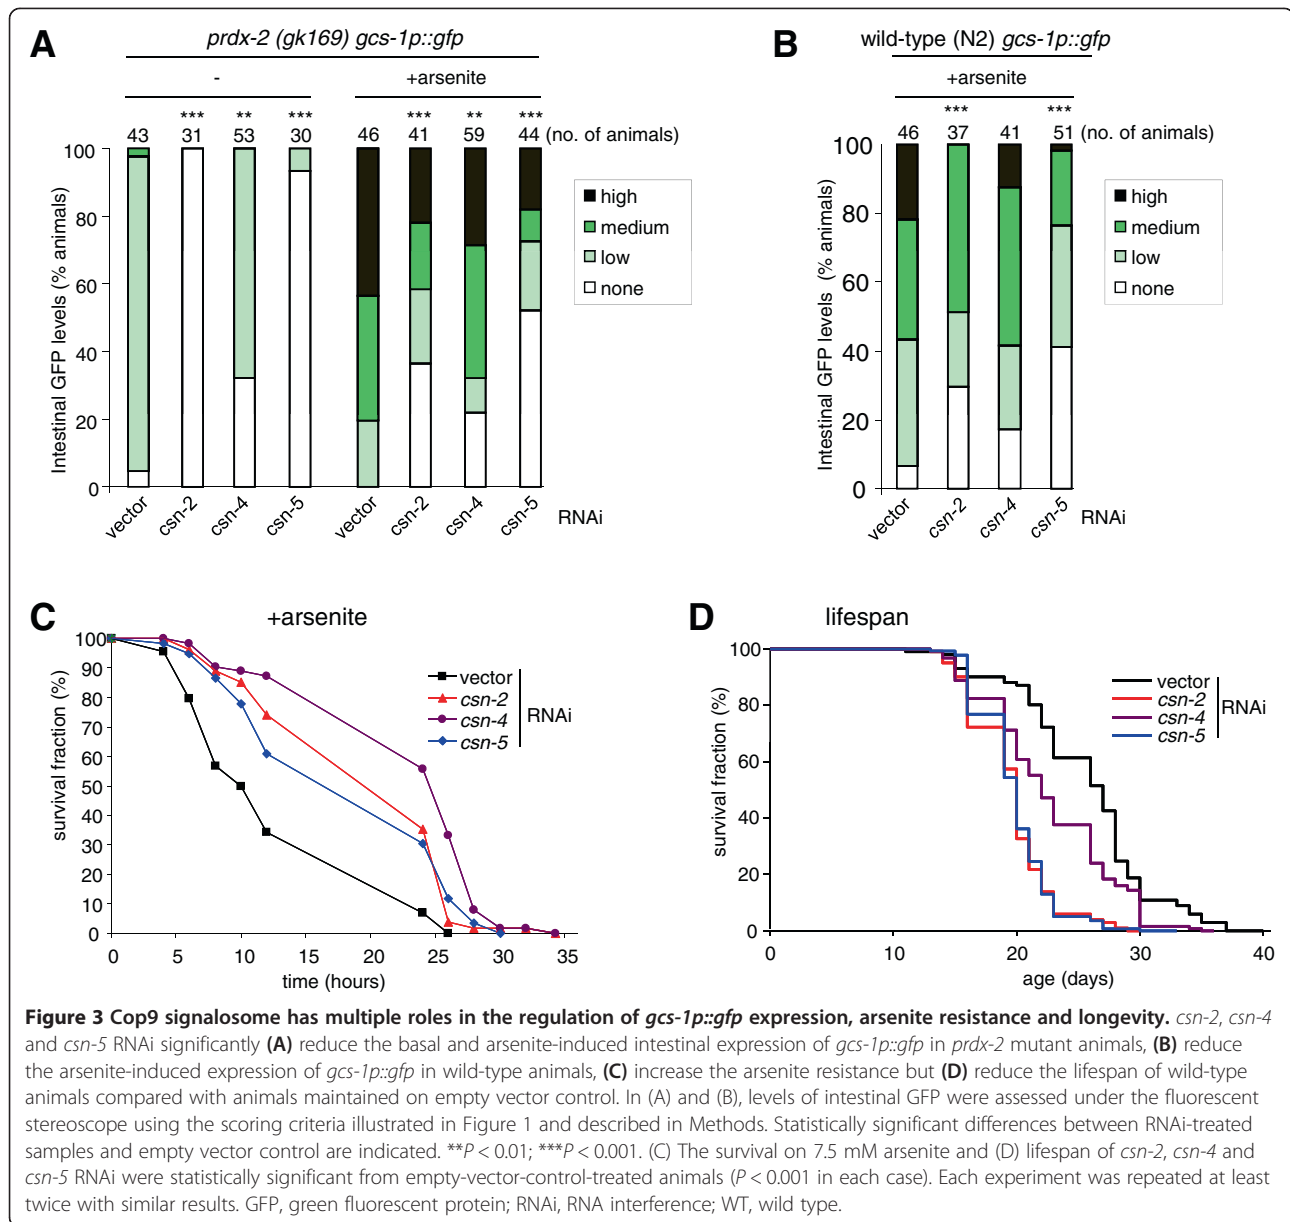 A
prdx-2 (gk169) gcs-1p::gfp
-
+arsenite
*** ** *** *** ** ***
43 31 53 30 46 41 59 44 (no. of animals)
Intestinal GFP levels (% animals)
100
80
60
40
20
0
high
medium
low
none
vector csn-2 csn-4 csn-5 vector csn-2 csn-4 csn-5 RNAi
B
wild-type (N2) gcs-1p::gfp
+arsenite
*** ***
46 37 41 51 (no. of animals)
Intestinal GFP levels (% animals)
100
80
60
40
20
0
high
medium
low
none
vector csn-2 csn-4 csn-5 RNAi
C
+arsenite
survival fraction (%)
100
90
80
70
60
50
40
30
20
10
0
0 5 10 15 20 25 30 35
time (hours)
vector
csn-2
csn-4
csn-5
RNAi
D
lifespan
survival fraction (%)
100
80
60
40
20
0
0 10 20 30 40
age (days)
vector
csn-2
csn-4
csn-5
RNAi
Figure 3 Cop9 signalosome has multiple roles in the regulation of gcs-1p::gfp expression, arsenite resistance and longevity. csn-2, csn-4
and csn-5 RNAi significantly (A) reduce the basal and arsenite-induced intestinal expression of gcs-1p::gfp in prdx-2 mutant animals, (B) reduce
the arsenite-induced expression of gcs-1p::gfp in wild-type animals, (C) increase the arsenite resistance but (D) reduce the lifespan of wild-type
animals compared with animals maintained on empty vector control. In (A) and (B), levels of intestinal GFP were assessed under the fluorescent
stereoscope using the scoring criteria illustrated in Figure 1 and described in Methods. Statistically significant differences between RNAi-treated
samples and empty vector control are indicated. **P < 0.01; ***P < 0.001. (C) The survival on 7.5 mM arsenite and (D) lifespan of csn-2, csn-4 and
csn-5 RNAi were statistically significant from empty-vector-control-treated animals (P < 0.001 in each case). Each experiment was repeated at least
twice with similar results. GFP, green fluorescent protein; RNAi, RNA interference; WT, wild type.